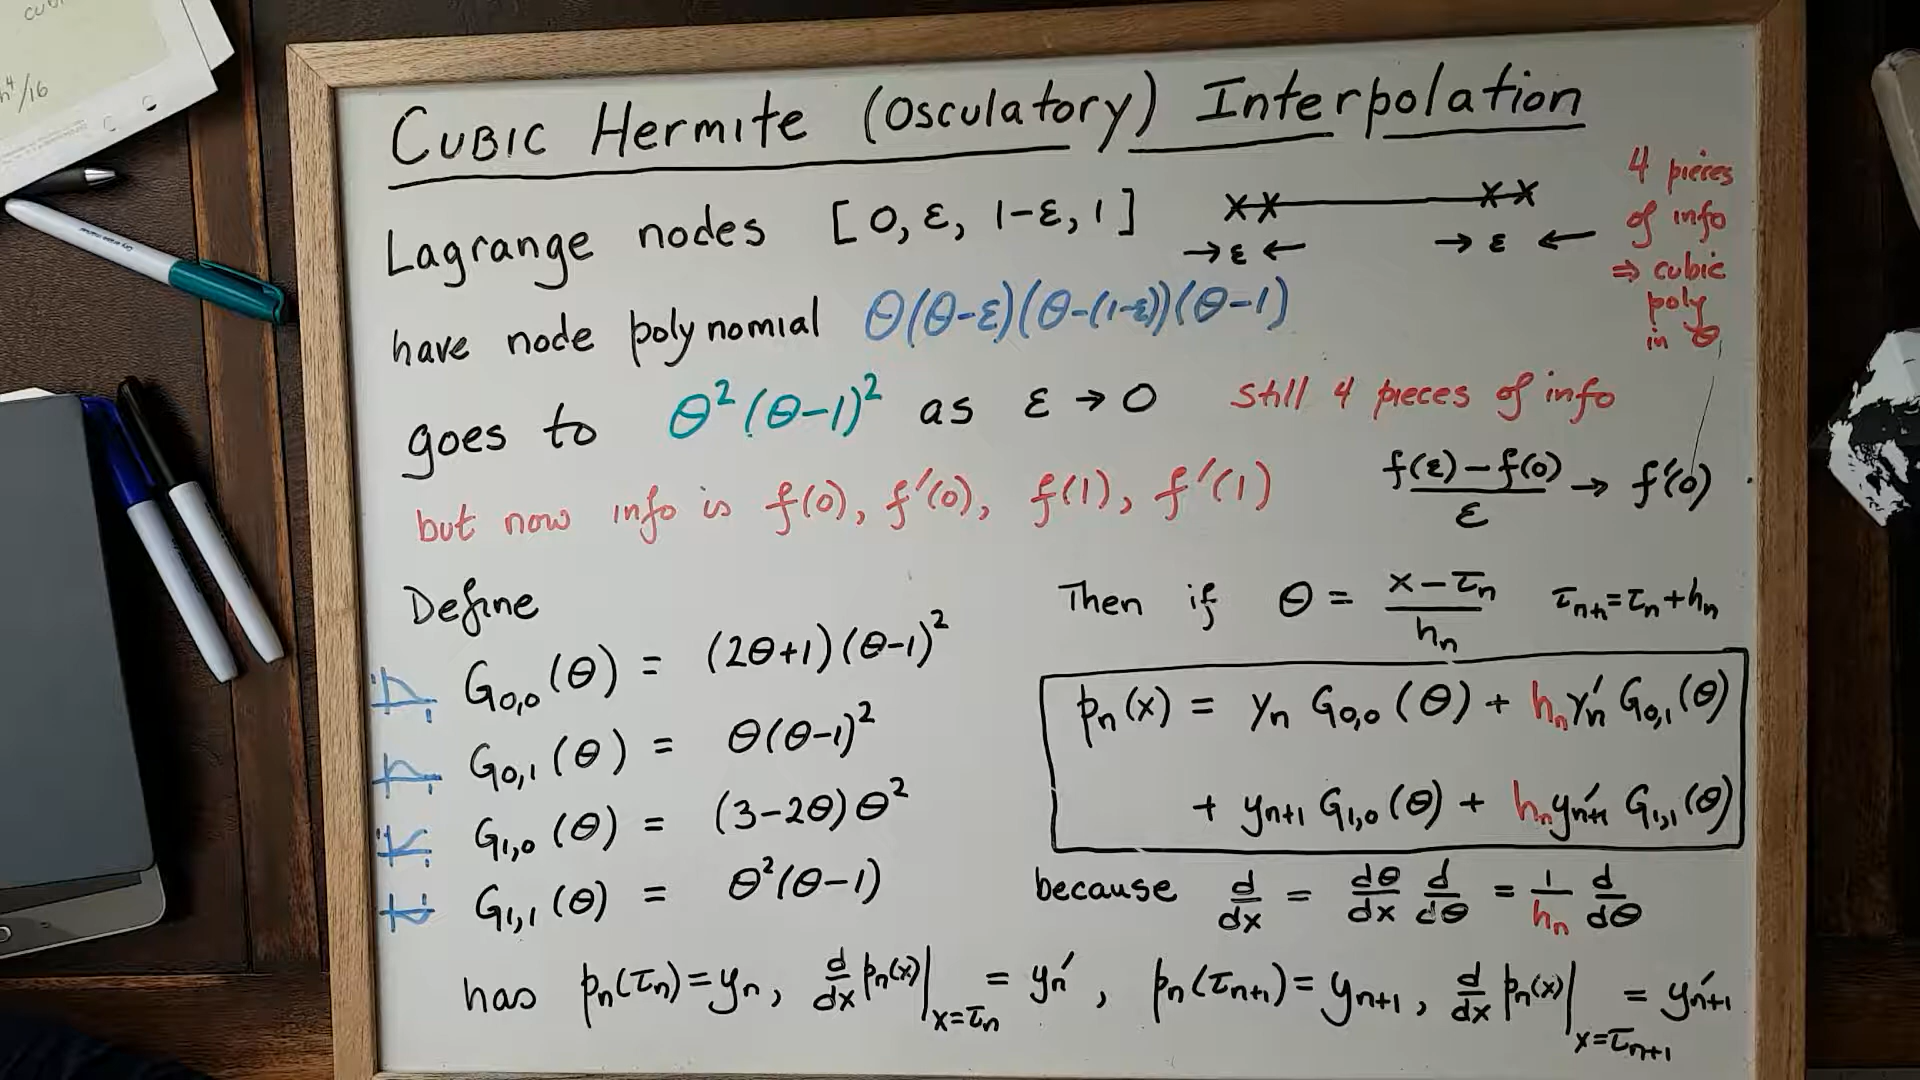 n⁴/16
CUBIC Hermite (Osculatory) Interpolation
Lagrange nodes [0, ε, 1-ε, 1]
→ε← → ε ←
4 pieces
of info
⇒ cubic
poly
in θ
have node polynomial θ(θ-ε)(θ-(1-ε))(θ-1)
goes to θ²(θ-1)² as ε → 0 still 4 pieces of info
but now info is f(0), f'(0), f(1), f'(1)
(f(ε) - f(0))/ε → f'(0)
Define
G₀,₀(θ) = (2θ+1)(θ-1)²
G₀,₁(θ) = θ(θ-1)²
G₁,₀(θ) = (3-2θ)θ²
G₁,₁(θ) = θ²(θ-1)
Then if θ = (x-τₙ)/hₙ τₙ₊₁=τₙ+hₙ
pₙ(x) = yₙ G₀,₀(θ) + hₙy'ₙ G₀,₁(θ)
+ yₙ₊₁ G₁,₀(θ) + hₙy'ₙ₊₁ G₁,₁(θ)
because d/dx = dθ/dx d/dθ = 1/hₙ d/dθ
has pₙ(τₙ)=yₙ, d/dx pₙ(x)|ₓ₌τₙ = y'ₙ, pₙ(τₙ₊₁)=yₙ₊₁, d/dx pₙ(x)|ₓ₌τₙ₊₁ = y'ₙ₊₁